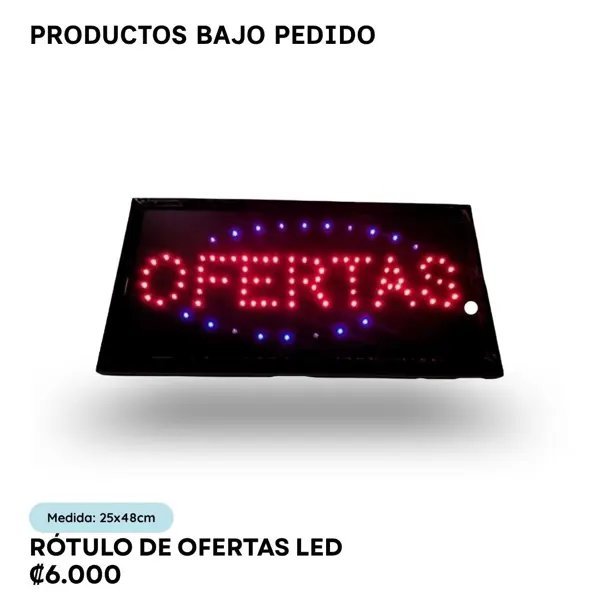 PRODUCTOS BAJO PEDIDO
OFERTAS
Medida: 25x48cm
RÓTULO DE OFERTAS LED
₡6.000